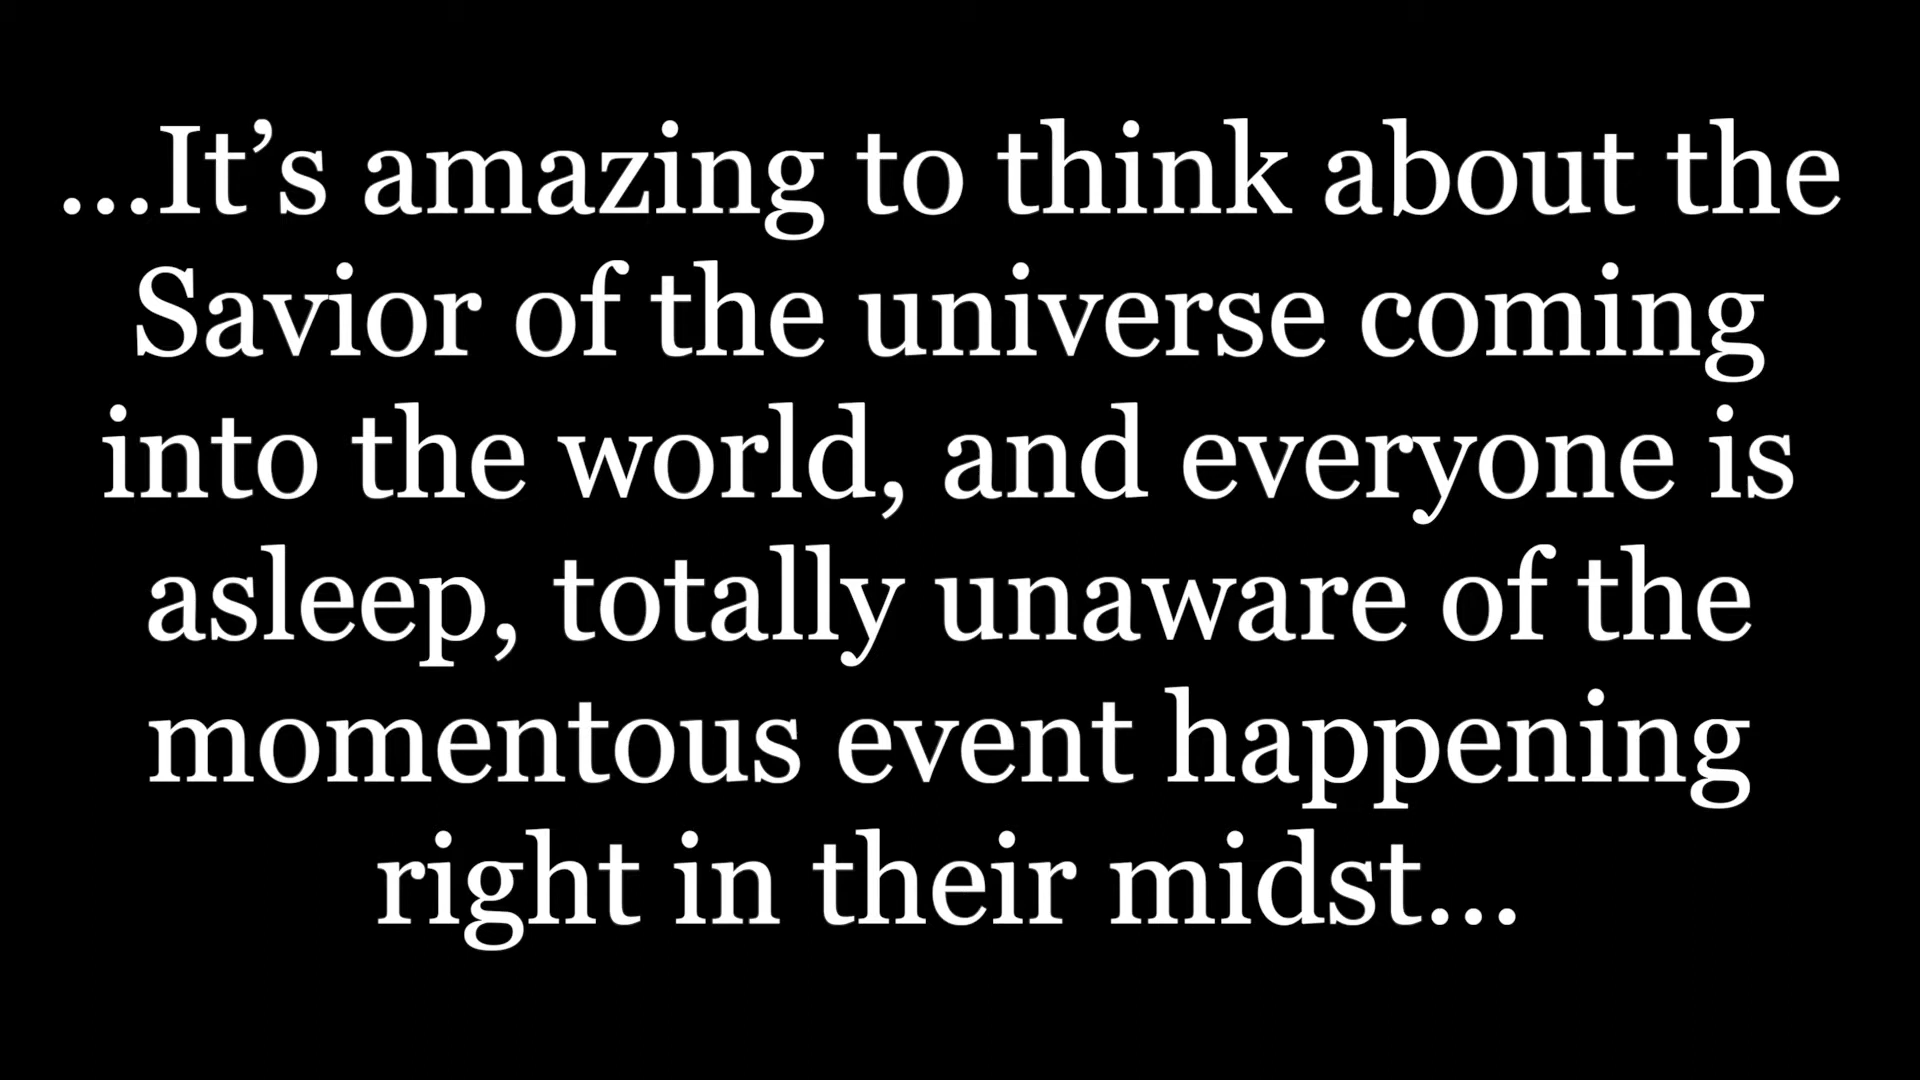 ...It’s amazing to think about the
Savior of the universe coming
into the world, and everyone is
asleep, totally unaware of the
momentous event happening
right in their midst...